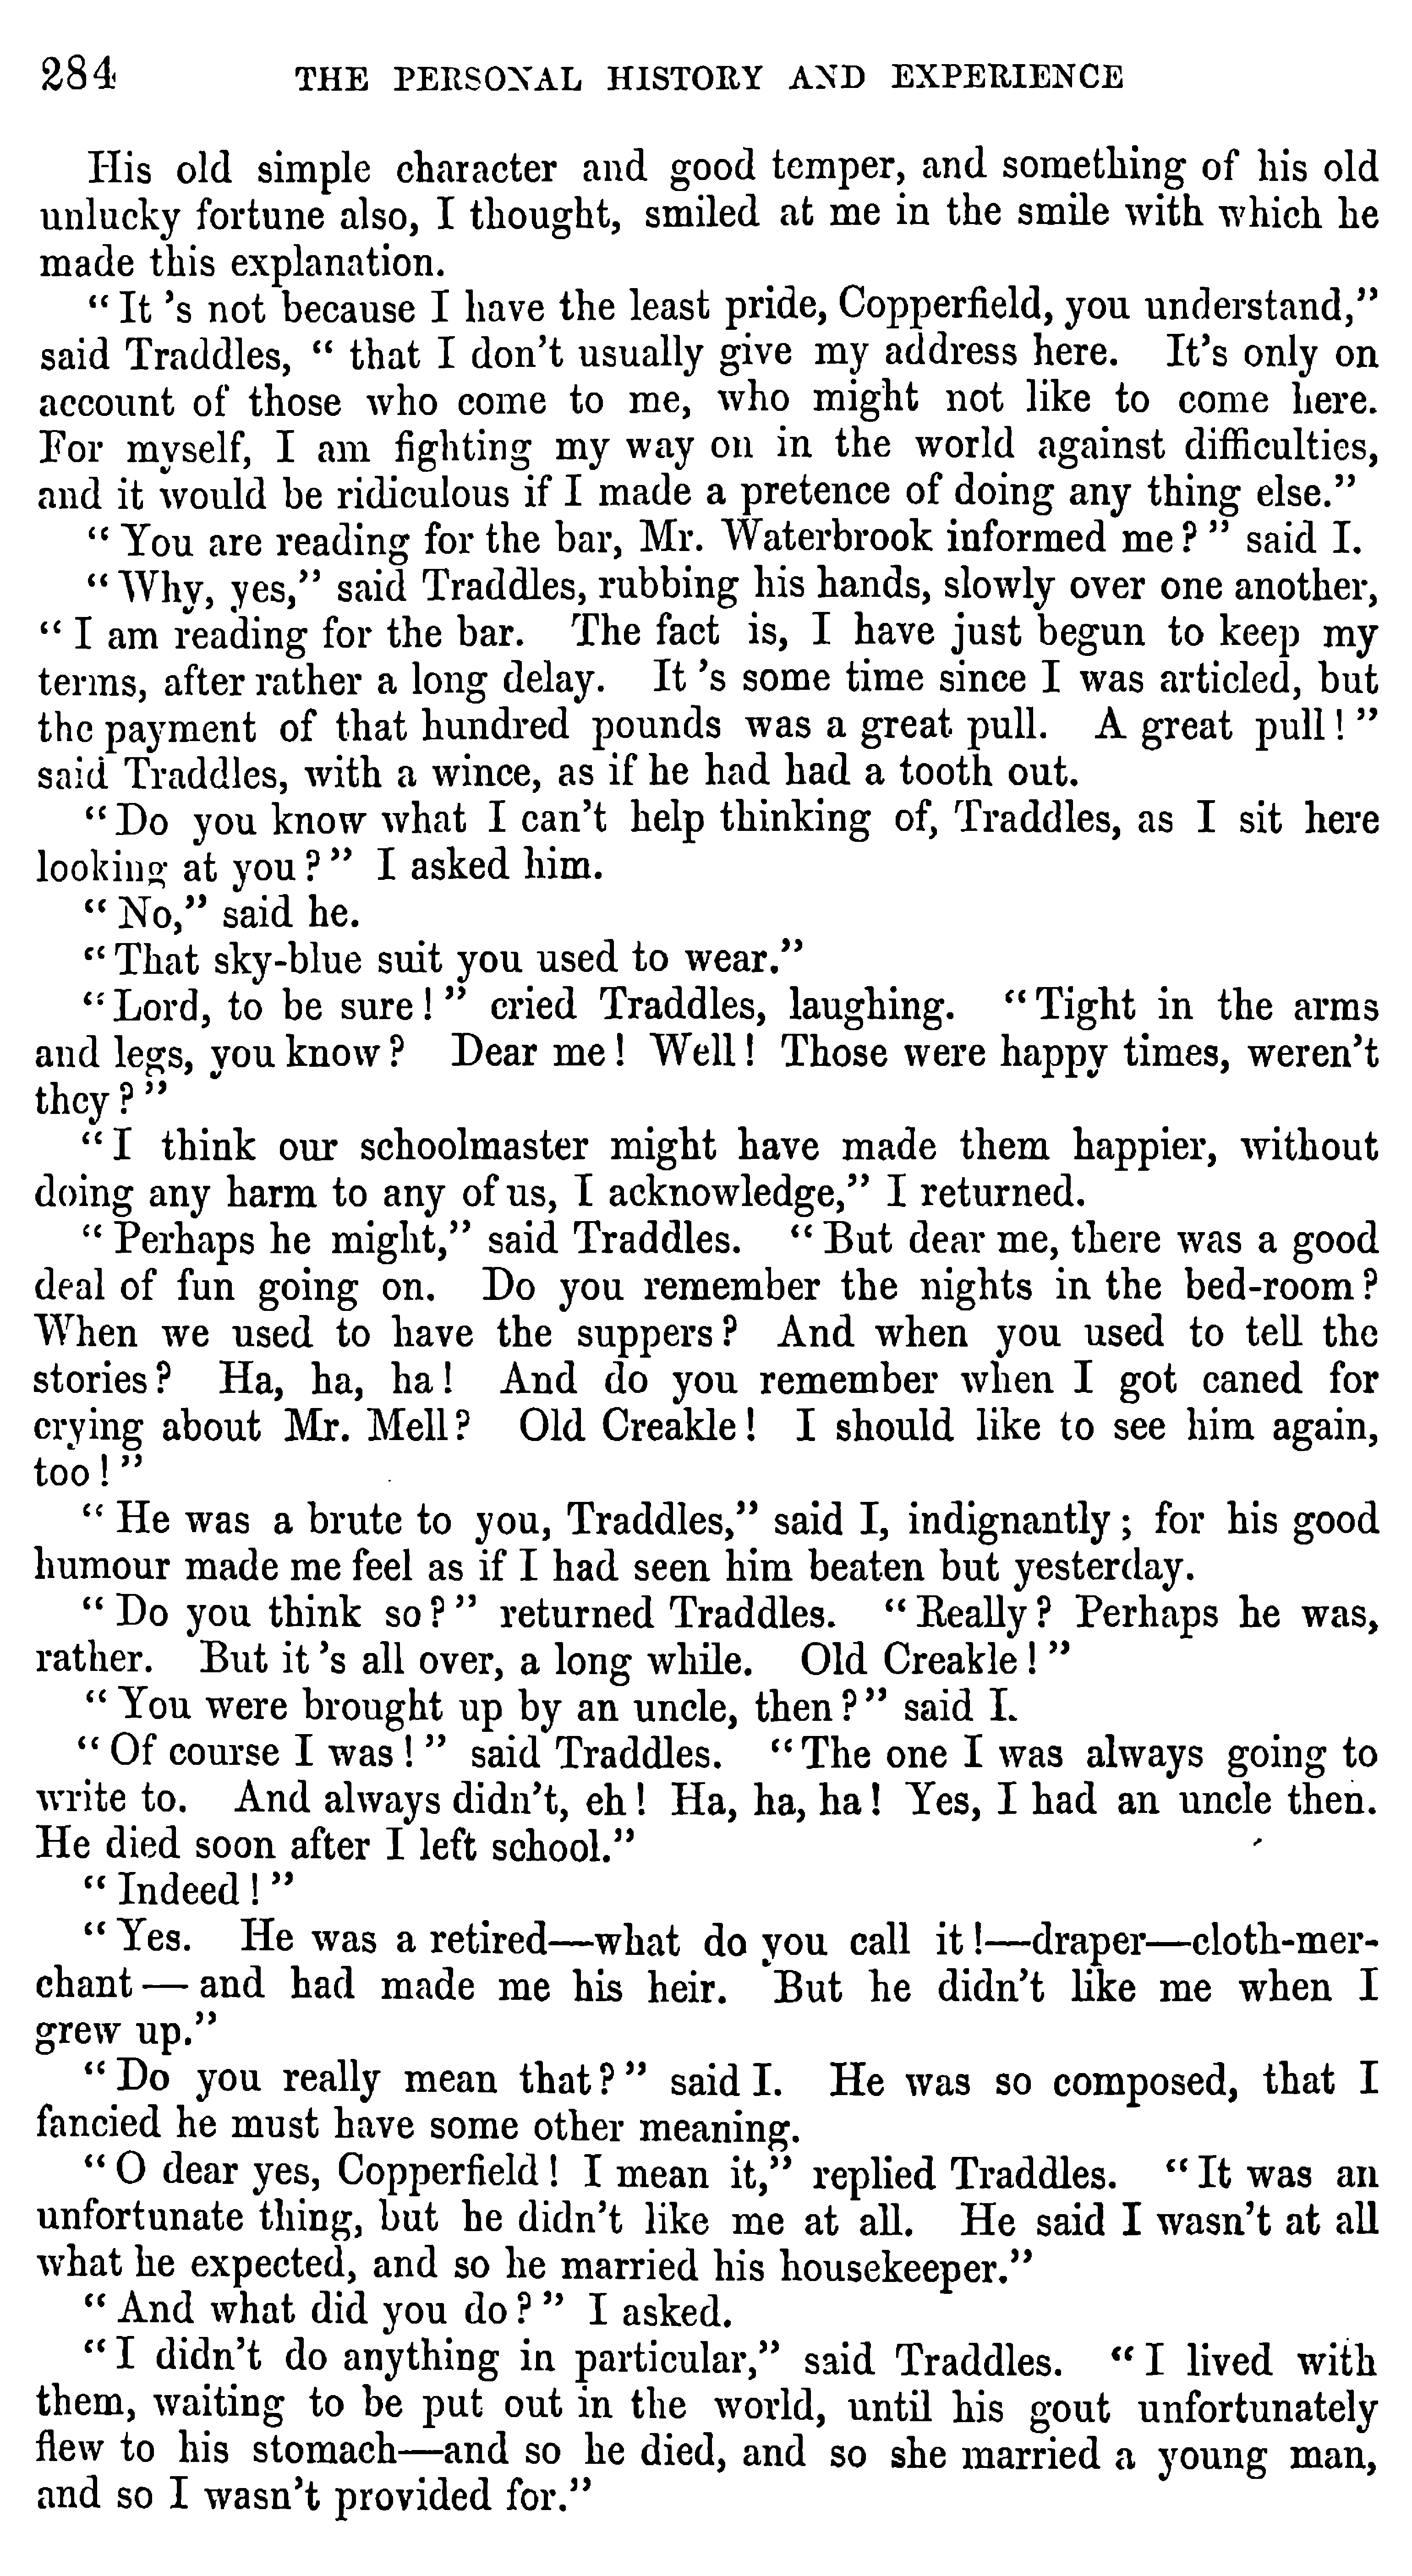 284 THE PERSONAL HISTORY AND EXPERIENCE
His old simple character and good temper, and something of his old
unlucky fortune also, I thought, smiled at me in the smile with which he
made this explanation.
“ It 's not because I have the least pride, Copperfield, you understand,”
said Traddles, “ that I don't usually give my address here. It's only on
account of those who come to me, who might not like to come here.
For myself, I am fighting my way on in the world against difficulties,
and it would be ridiculous if I made a pretence of doing any thing else.”
“ You are reading for the bar, Mr. Waterbrook informed me ? ” said I.
“ Why, yes,” said Traddles, rubbing his hands, slowly over one another,
“ I am reading for the bar. The fact is, I have just begun to keep my
terms, after rather a long delay. It 's some time since I was articled, but
the payment of that hundred pounds was a great pull. A great pull ! ”
said Traddles, with a wince, as if he had had a tooth out.
“ Do you know what I can't help thinking of, Traddles, as I sit here
looking at you ? ” I asked him.
“ No,” said he.
“ That sky-blue suit you used to wear.”
“ Lord, to be sure ! ” cried Traddles, laughing. “ Tight in the arms
and legs, you know ? Dear me ! Well ! Those were happy times, weren't
they ? ”
“ I think our schoolmaster might have made them happier, without
doing any harm to any of us, I acknowledge,” I returned.
“ Perhaps he might,” said Traddles. “ But dear me, there was a good
deal of fun going on. Do you remember the nights in the bed-room ?
When we used to have the suppers ? And when you used to tell the
stories ? Ha, ha, ha ! And do you remember when I got caned for
crying about Mr. Mell ? Old Creakle ! I should like to see him again,
too ! ”
“ He was a brute to you, Traddles,” said I, indignantly ; for his good
humour made me feel as if I had seen him beaten but yesterday.
“ Do you think so ? ” returned Traddles. “ Really ? Perhaps he was,
rather. But it 's all over, a long while. Old Creakle ! ”
“ You were brought up by an uncle, then ? ” said I.
“ Of course I was ! ” said Traddles. “ The one I was always going to
write to. And always didn't, eh ! Ha, ha, ha ! Yes, I had an uncle then.
He died soon after I left school.”
“ Indeed ! ”
“ Yes. He was a retired—what do you call it !—draper—cloth-mer-
chant — and had made me his heir. But he didn't like me when I
grew up.”
“ Do you really mean that ? ” said I. He was so composed, that I
fancied he must have some other meaning.
“ O dear yes, Copperfield ! I mean it,” replied Traddles. “ It was an
unfortunate thing, but he didn't like me at all. He said I wasn't at all
what he expected, and so he married his housekeeper.”
“ And what did you do ? ” I asked.
“ I didn't do anything in particular,” said Traddles. “ I lived with
them, waiting to be put out in the world, until his gout unfortunately
flew to his stomach—and so he died, and so she married a young man,
and so I wasn't provided for.”